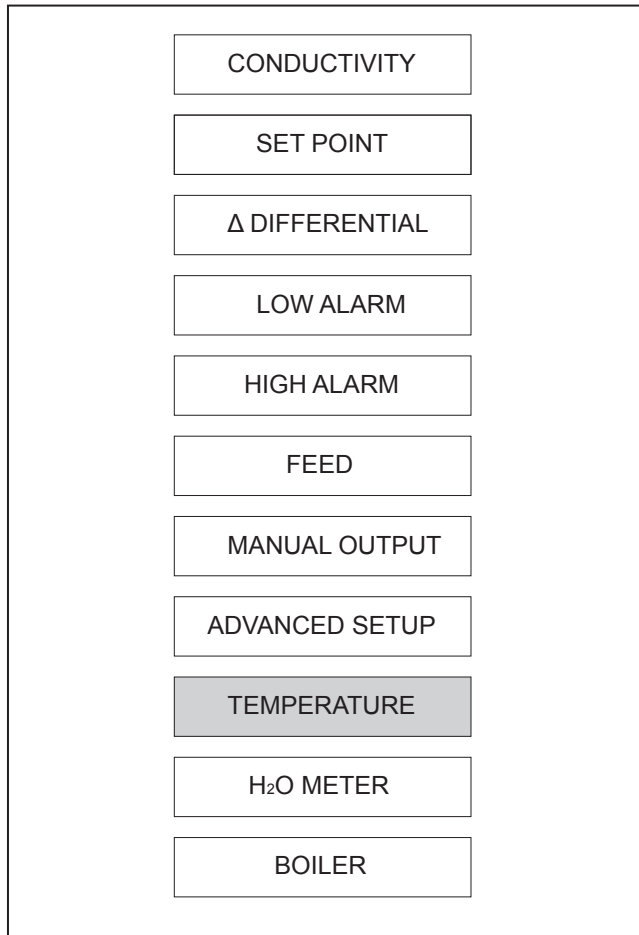 CONDUCTIVITY
SET POINT
Δ DIFFERENTIAL
LOW ALARM
HIGH ALARM
FEED
MANUAL OUTPUT
ADVANCED SETUP
TEMPERATURE
H₂O METER
BOILER